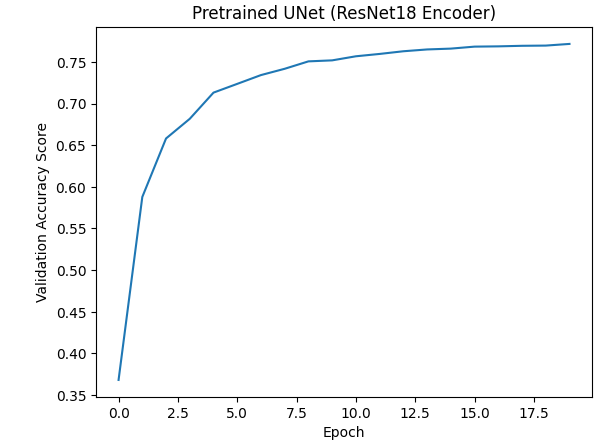 Pretrained UNet (ResNet18 Encoder)
Validation Accuracy Score
0.75
0.70
0.65
0.60
0.55
0.50
0.45
0.40
0.35
0.0 2.5 5.0 7.5 10.0 12.5 15.0 17.5
Epoch